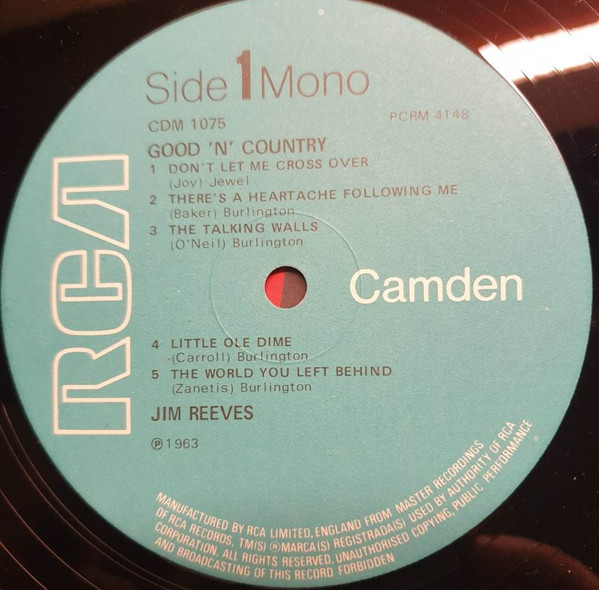 Side 1 Mono
CDM 1075
PCRM 4148
GOOD 'N' COUNTRY
1 DON'T LET ME CROSS OVER
(Joy) Jewel
2 THERE'S A HEARTACHE FOLLOWING ME
(Baker) Burlington
3 THE TALKING WALLS
(O'Neil) Burlington
RCA
Camden
4 LITTLE OLE DIME
-(Carroll) Burlington
5 THE WORLD YOU LEFT BEHIND
(Zanetis) Burlington
JIM REEVES
Ⓟ1963
MANUFACTURED BY RCA LIMITED, ENGLAND FROM MASTER RECORDINGS
OF RCA RECORDS. TM(S) ® MARCA(S) REGISTRADA(S) USED BY AUTHORITY OF RCA
CORPORATION. ALL RIGHTS RESERVED. UNAUTHORISED COPYING, PUBLIC PERFORMANCE
AND BROADCASTING OF THIS RECORD FORBIDDEN